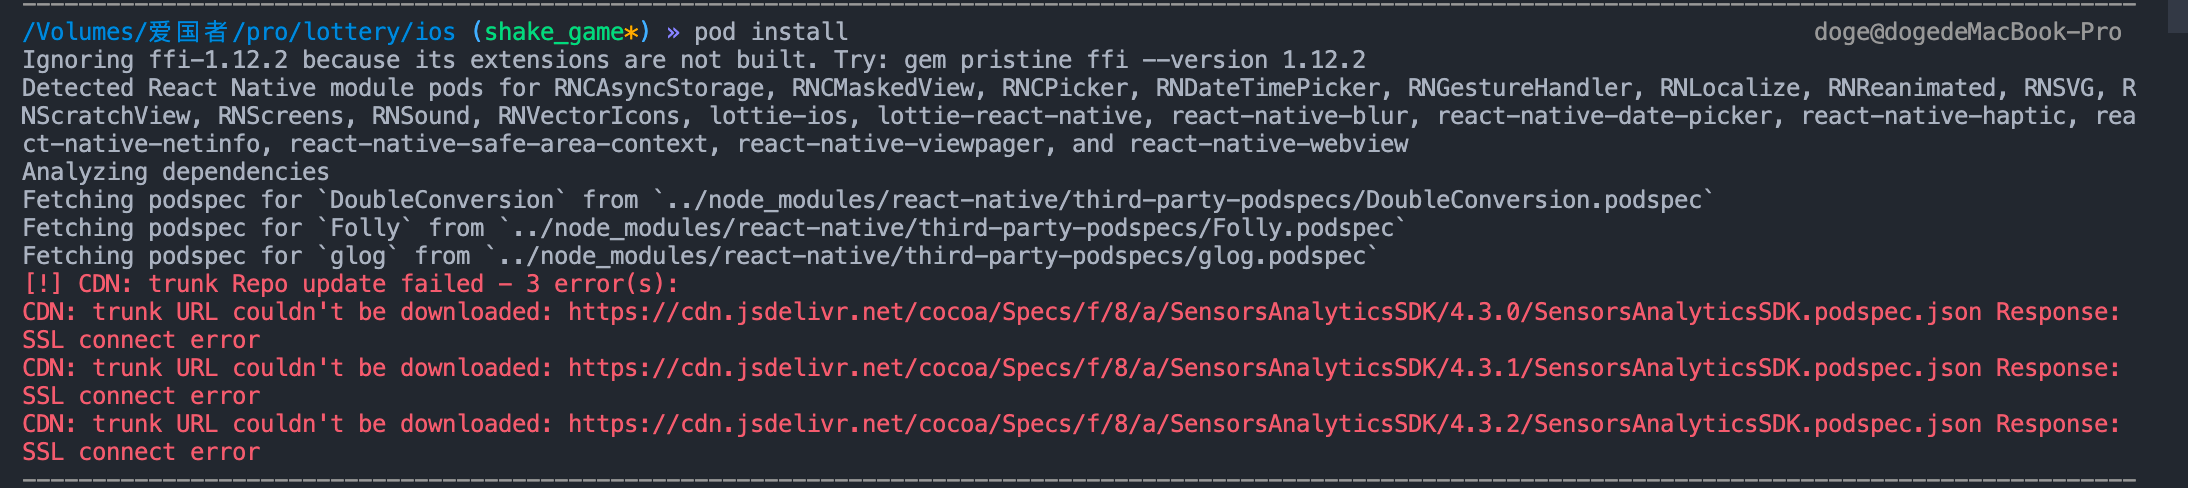 /Volumes/爱国者/pro/lottery/ios (shake_game*) » pod install doge@dogedeMacBook-Pro
Ignoring ffi-1.12.2 because its extensions are not built. Try: gem pristine ffi --version 1.12.2
Detected React Native module pods for RNCAsyncStorage, RNCMaskedView, RNCPicker, RNDateTimePicker, RNGestureHandler, RNLocalize, RNReanimated, RNSVG, R
NScratchView, RNScreens, RNSound, RNVectorIcons, lottie-ios, lottie-react-native, react-native-blur, react-native-date-picker, react-native-haptic, rea
ct-native-netinfo, react-native-safe-area-context, react-native-viewpager, and react-native-webview
Analyzing dependencies
Fetching podspec for `DoubleConversion` from `../node_modules/react-native/third-party-podspecs/DoubleConversion.podspec`
Fetching podspec for `Folly` from `../node_modules/react-native/third-party-podspecs/Folly.podspec`
Fetching podspec for `glog` from `../node_modules/react-native/third-party-podspecs/glog.podspec`
[!] CDN: trunk Repo update failed - 3 error(s):
CDN: trunk URL couldn't be downloaded: https://cdn.jsdelivr.net/cocoa/Specs/f/8/a/SensorsAnalyticsSDK/4.3.0/SensorsAnalyticsSDK.podspec.json Response:
SSL connect error
CDN: trunk URL couldn't be downloaded: https://cdn.jsdelivr.net/cocoa/Specs/f/8/a/SensorsAnalyticsSDK/4.3.1/SensorsAnalyticsSDK.podspec.json Response:
SSL connect error
CDN: trunk URL couldn't be downloaded: https://cdn.jsdelivr.net/cocoa/Specs/f/8/a/SensorsAnalyticsSDK/4.3.2/SensorsAnalyticsSDK.podspec.json Response:
SSL connect error